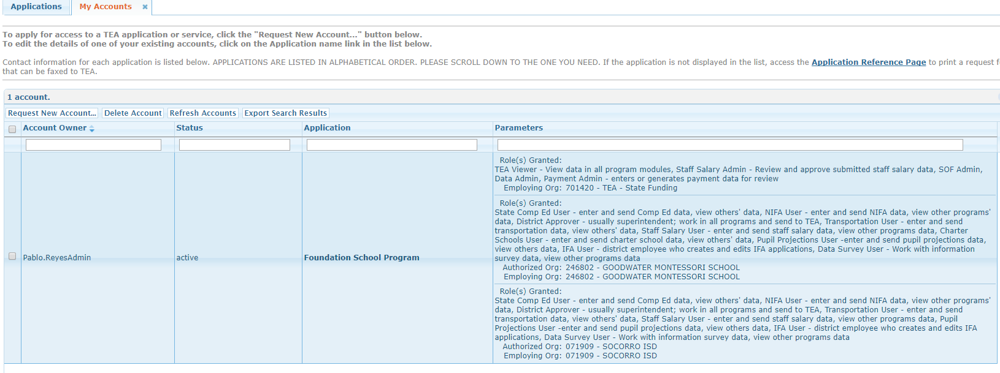 Applications
My Accounts
To apply for access to a TEA application or service, click the "Request New Account..." button below.
To edit the details of one of your existing accounts, click on the Application name link in the list below.
Contact information for each application is listed below. APPLICATIONS ARE LISTED IN ALPHABETICAL ORDER. PLEASE SCROLL DOWN TO THE ONE YOU NEED. If the application is not displayed in the list, access the Application Reference Page to print a request
that can be faxed to TEA.
1 account.
Request New Account... Delete Account Refresh Accounts Export Search Results
Account Owner Status Application Parameters
Role(s) Granted:
TEA Viewer - View data in all program modules, Staff Salary Admin - Review and approve submitted staff salary data, SOF Admin,
Data Admin, Payment Admin - enters or generates payment data for review
Employing Org: 701420 - TEA - State Funding
Role(s) Granted:
State Comp Ed User - enter and send Comp Ed data, view others' data, NIFA User - enter and send NIFA data, view other programs'
data, District Approver - usually superintendent; work in all programs and send to TEA, Transportation User - enter and send
transportation data, view others' data, Staff Salary User - enter and send staff salary data, view other programs data, Charter
Schools User - enter and send charter school data, view others' data, Pupil Projections User -enter and send pupil projections data,
view others data, IFA User - district employee who creates and edits IFA applications, Data Survey User - Work with information
survey data, view other programs data
Authorized Org: 246802 - GOODWATER MONTESSORI SCHOOL
Employing Org: 246802 - GOODWATER MONTESSORI SCHOOL
Pablo.ReyesAdmin active Foundation School Program
Role(s) Granted:
State Comp Ed User - enter and send Comp Ed data, view others' data, NIFA User - enter and send NIFA data, view other programs'
data, District Approver - usually superintendent; work in all programs and send to TEA, Transportation User - enter and send
transportation data, view others' data, Staff Salary User - enter and send staff salary data, view other programs data, Pupil
Projections User -enter and send pupil projections data, view others data, IFA User - district employee who creates and edits IFA
applications, Data Survey User - Work with information survey data, view other programs data
Authorized Org: 071909 - SOCORRO ISD
Employing Org: 071909 - SOCORRO ISD